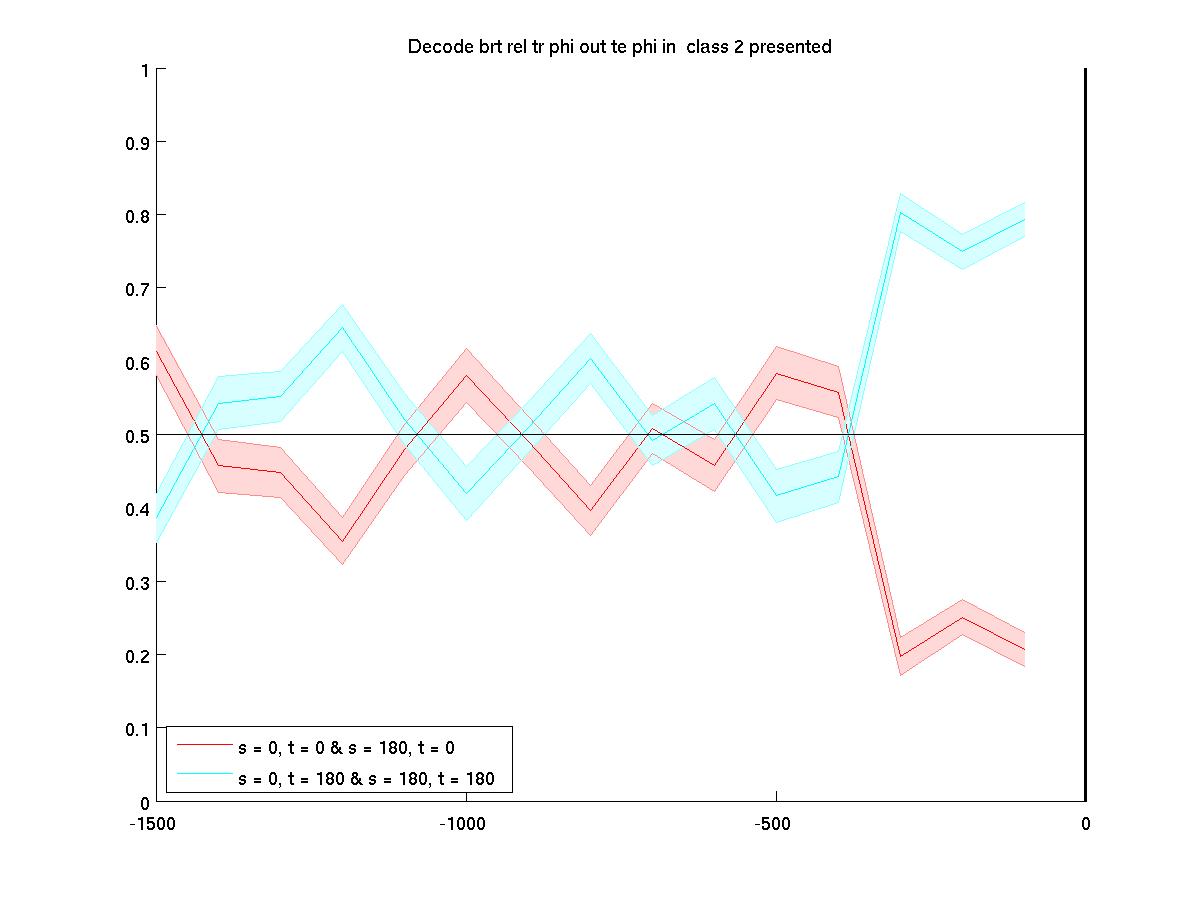 Decode brt rel tr phi out te phi in  class 2 presented
1
0.9
0.8
0.7
0.6
0.5
0.4
0.3
0.2
0.1
0
s = 0, t = 0 & s = 180, t = 0
s = 0, t = 180 & s = 180, t = 180
-1500 -1000 -500 0